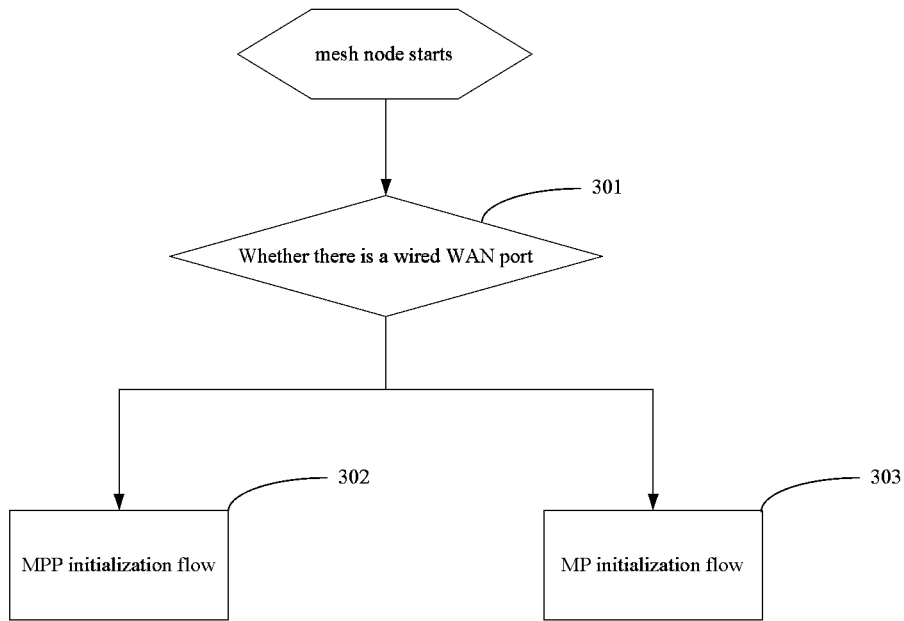 mesh node starts
301
Whether there is a wired WAN port
302
303
MPP initialization flow
MP initialization flow